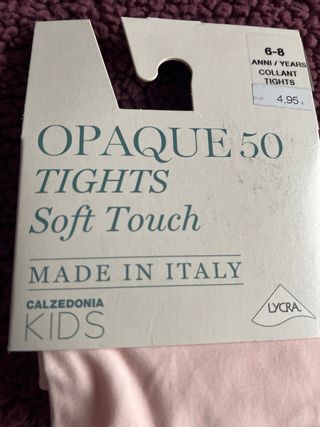 6-8
ANNI / YEARS
COLLANT
TIGHTS
4,95 €
OPAQUE 50
TIGHTS
Soft Touch
MADE IN ITALY
CALZEDONIA
KIDS
LYCRA.